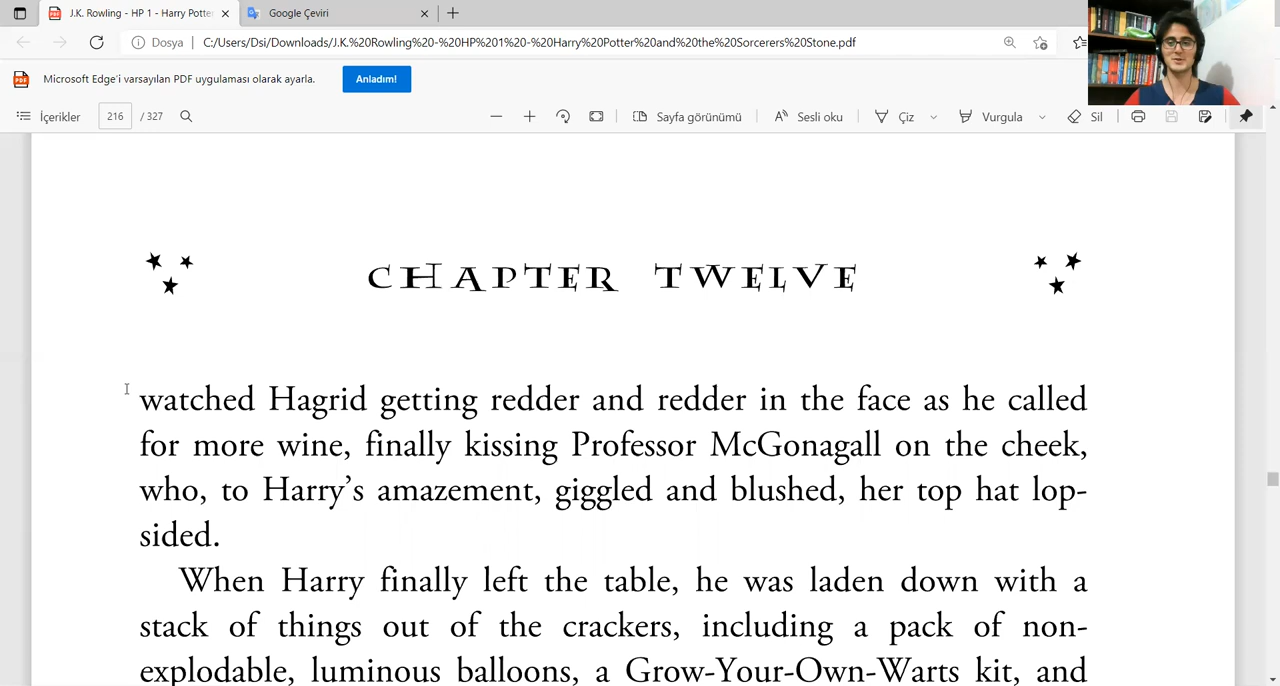 J.K. Rowling - HP 1 - Harry Potter
Google Çeviri
Dosya C:/Users/Dsi/Downloads/J.K.%20Rowling%20-%20HP%201%20-%20Harry%20Potter%20and%20the%20Sorcerers%20Stone.pdf
Microsoft Edge'i varsayılan PDF uygulaması olarak ayarla. Anladım!
İçerikler 216 / 327 Sayfa görünümü Sesli oku Çiz Vurgula Sil
CHAPTER TWELVE
watched Hagrid getting redder and redder in the face as he called
for more wine, finally kissing Professor McGonagall on the cheek,
who, to Harry's amazement, giggled and blushed, her top hat lop-
sided.
When Harry finally left the table, he was laden down with a
stack of things out of the crackers, including a pack of non-
explodable, luminous balloons, a Grow-Your-Own-Warts kit, and